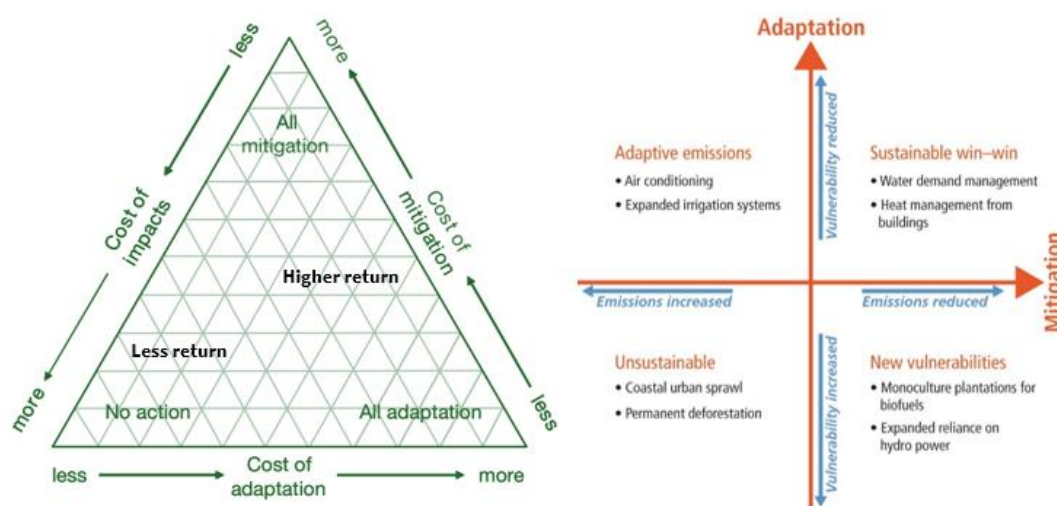 less
more
Cost of
impacts
more
All
mitigation
Cost of
mitigation
Higher return
Less return
No action
All adaptation
less
less
Cost of
adaptation
more
Adaptation
Vulnerability reduced
Adaptive emissions
• Air conditioning
• Expanded irrigation systems
Sustainable win–win
• Water demand management
• Heat management from
buildings
Emissions increased
Emissions reduced
Mitigation
Unsustainable
• Coastal urban sprawl
• Permanent deforestation
Vulnerability increased
New vulnerabilities
• Monoculture plantations for
biofuels
• Expanded reliance on
hydro power